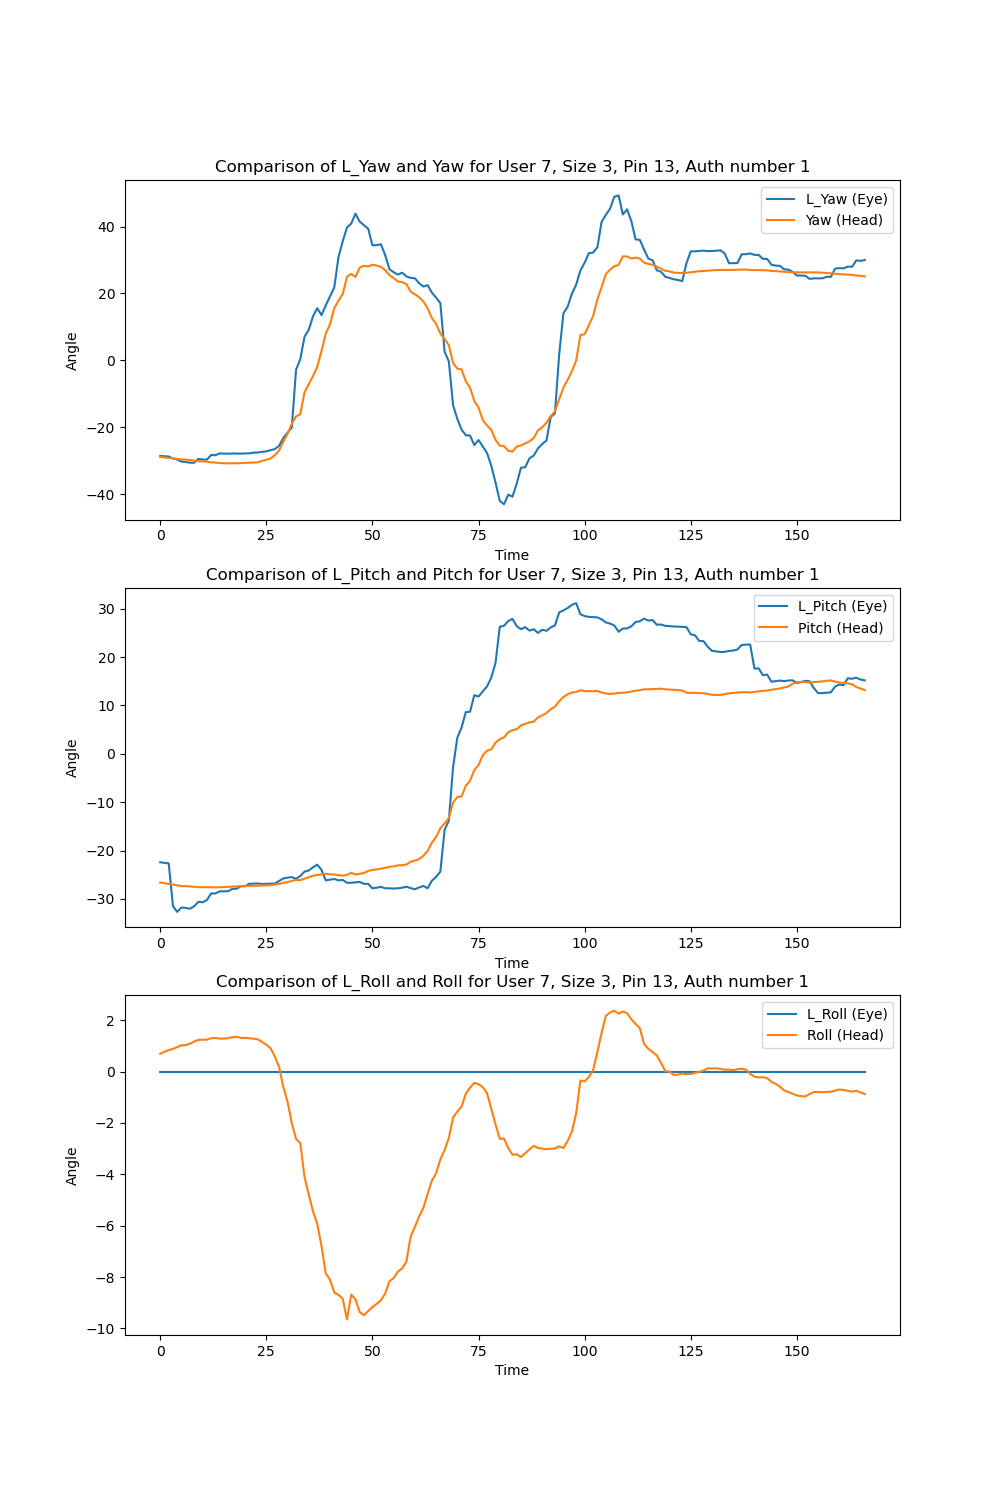 Comparison of L_Yaw and Yaw for User 7, Size 3, Pin 13, Auth number 1
L_Yaw (Eye)
Yaw (Head)
40
20
0
−20
−40
Angle
0 25 50 75 100 125 150
Time
Comparison of L_Pitch and Pitch for User 7, Size 3, Pin 13, Auth number 1
L_Pitch (Eye)
Pitch (Head)
30
20
10
0
−10
−20
−30
Angle
0 25 50 75 100 125 150
Time
Comparison of L_Roll and Roll for User 7, Size 3, Pin 13, Auth number 1
L_Roll (Eye)
Roll (Head)
2
0
−2
−4
−6
−8
−10
Angle
0 25 50 75 100 125 150
Time